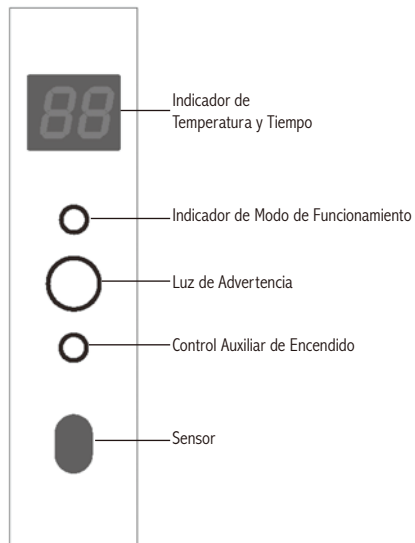 88
Indicador de
Temperatura y Tiempo
Indicador de Modo de Funcionamiento
Luz de Advertencia
Control Auxiliar de Encendido
Sensor